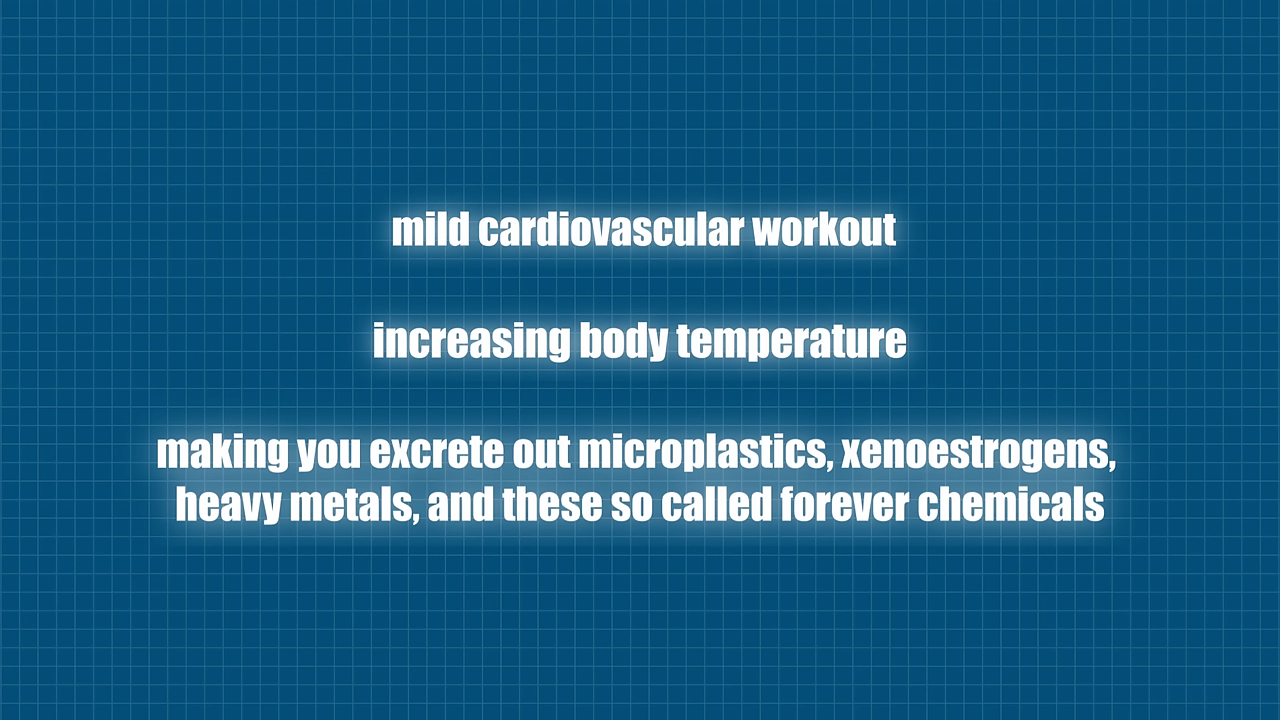 mild cardiovascular workout
increasing body temperature
making you excrete out microplastics, xenoestrogens,
heavy metals, and these so called forever chemicals